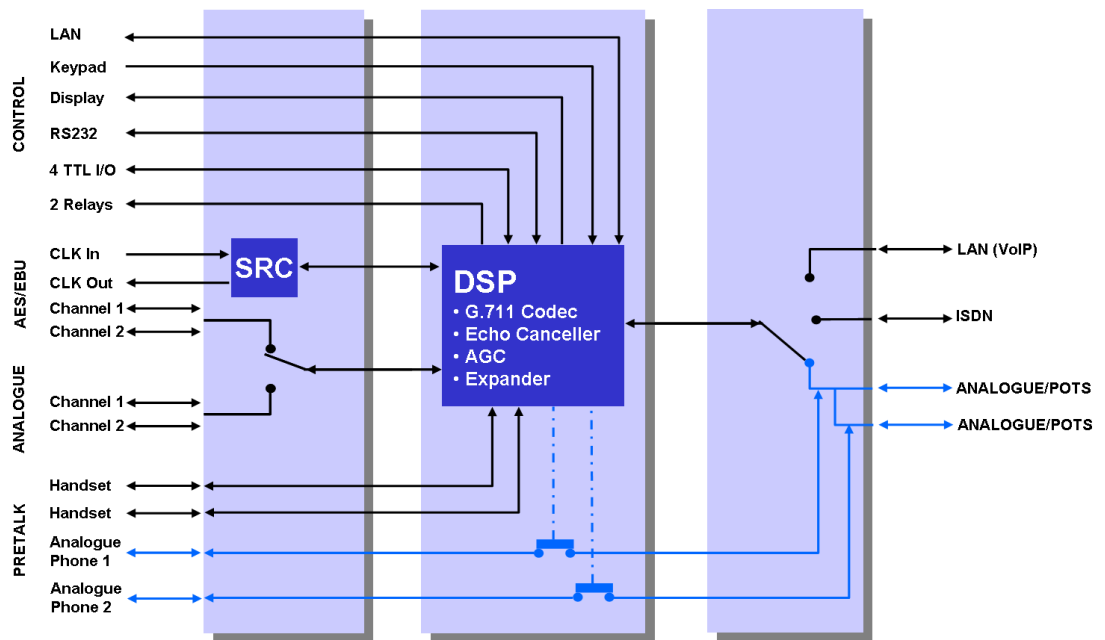 CONTROL
LAN
Keypad
Display
RS232
4 TTL I/O
2 Relays
AES/EBU
CLK In
CLK Out
Channel 1
Channel 2
ANALOGUE
Channel 1
Channel 2
PRETALK
Handset
Handset
Analogue
Phone 1
Analogue
Phone 2
SRC
DSP
• G.711 Codec
• Echo Canceller
• AGC
• Expander
LAN (VoIP)
ISDN
ANALOGUE/POTS
ANALOGUE/POTS